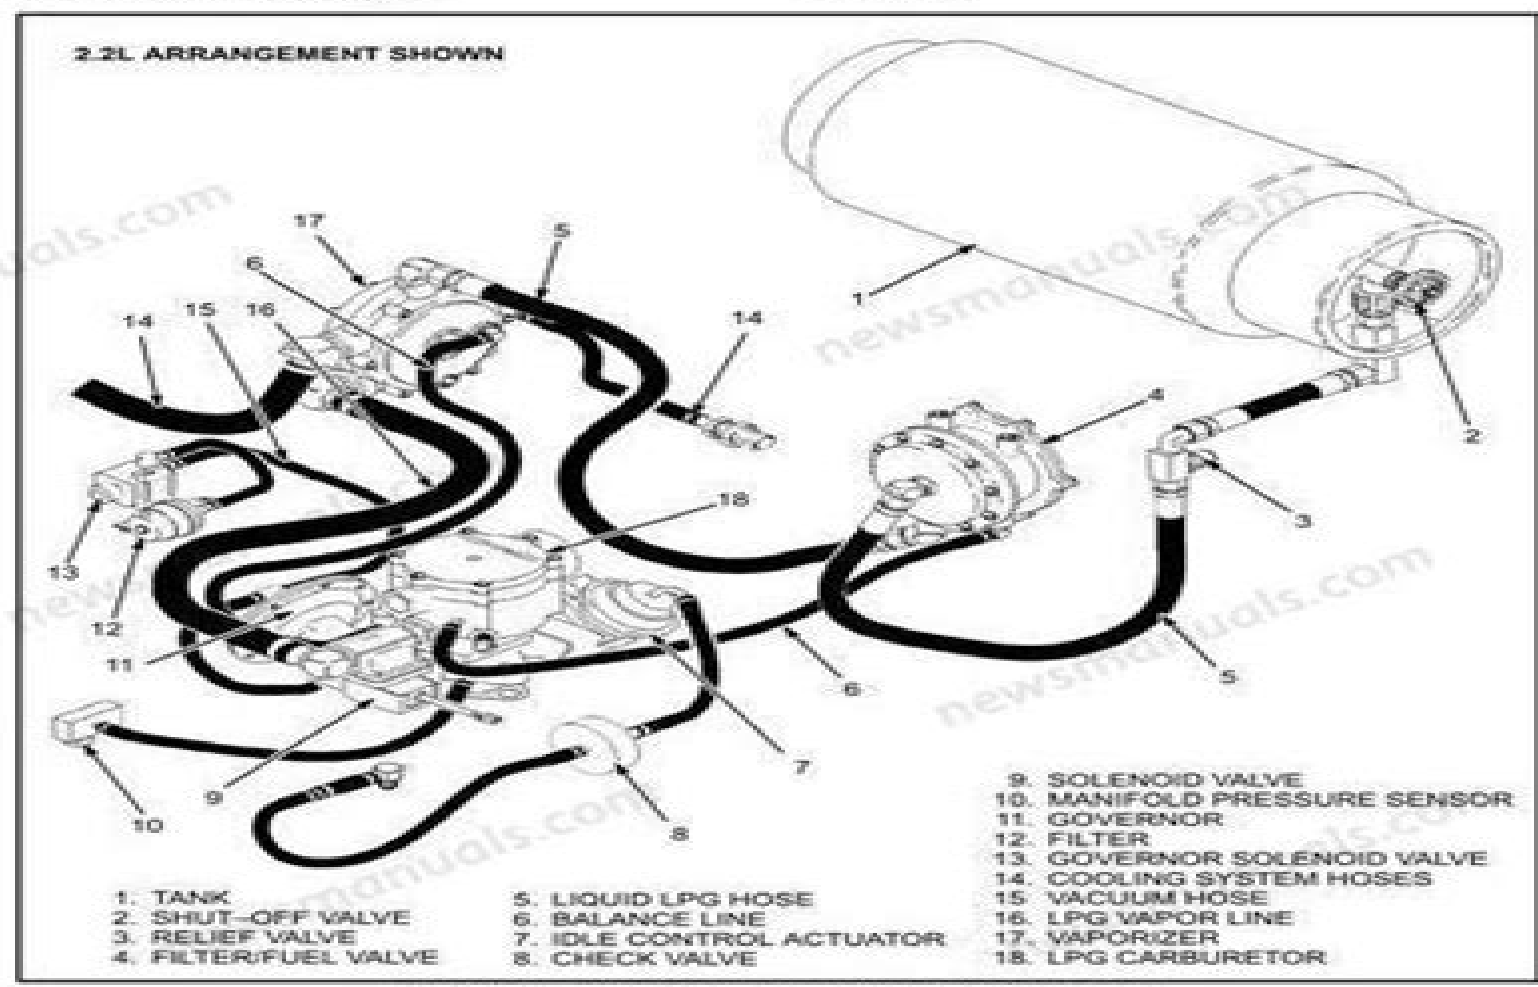 2.2L ARRANGEMENT SHOWN
17
5
6
14
15
16
14
1
4
2
18
3
13
12
11
6
5
9
7
10
8
newsmanuals.com
newsmanuals.com
1. TANK
2. SHUT-OFF VALVE
3. RELIEF VALVE
4. FILTER/FUEL VALVE
5. LIQUID LPG HOSE
6. BALANCE LINE
7. IDLE CONTROL ACTUATOR
8. CHECK VALVE
9. SOLENOID VALVE
10. MANIFOLD PRESSURE SENSOR
11. GOVERNOR
12. FILTER
13. GOVERNOR SOLENOID VALVE
14. COOLING SYSTEM HOSES
15 VACUUM HOSE
16. LPG VAPOR LINE
17. VAPORIZER
18. LPG CARBURETOR